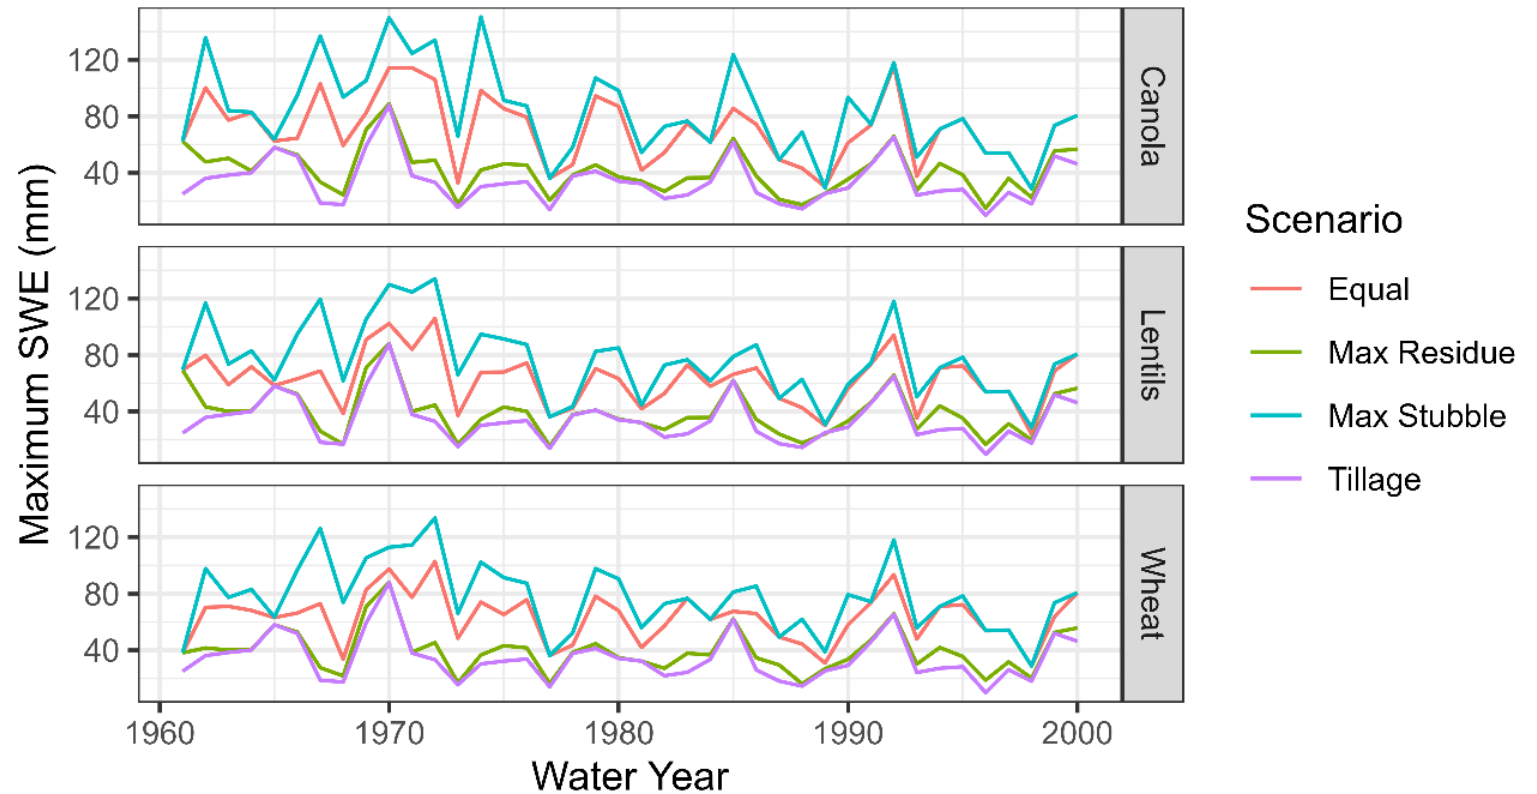 Maximum SWE (mm)
120
80
40
Canola
120
80
40
Lentils
120
80
40
Wheat
1960 1970 1980 1990 2000
Water Year
Scenario
Equal
Max Residue
Max Stubble
Tillage